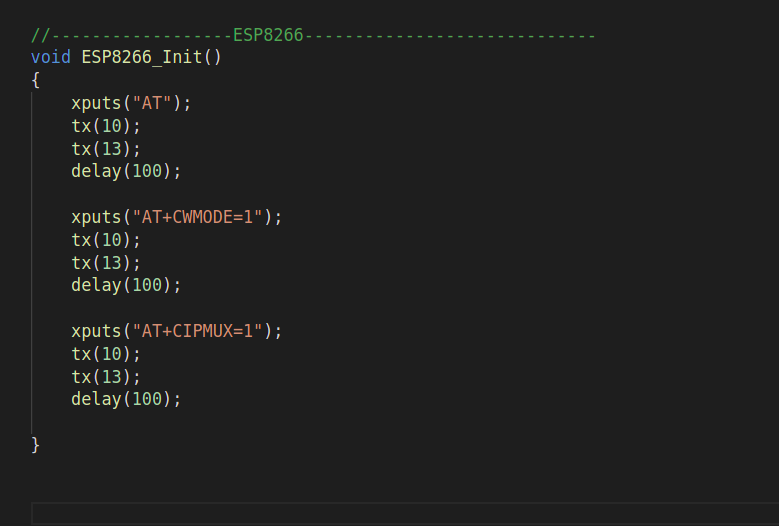 //------------------ESP8266-----------------------------
void ESP8266_Init()
{
    xputs("AT");
    tx(10);
    tx(13);
    delay(100);

    xputs("AT+CWMODE=1");
    tx(10);
    tx(13);
    delay(100);

    xputs("AT+CIPMUX=1");
    tx(10);
    tx(13);
    delay(100);

}